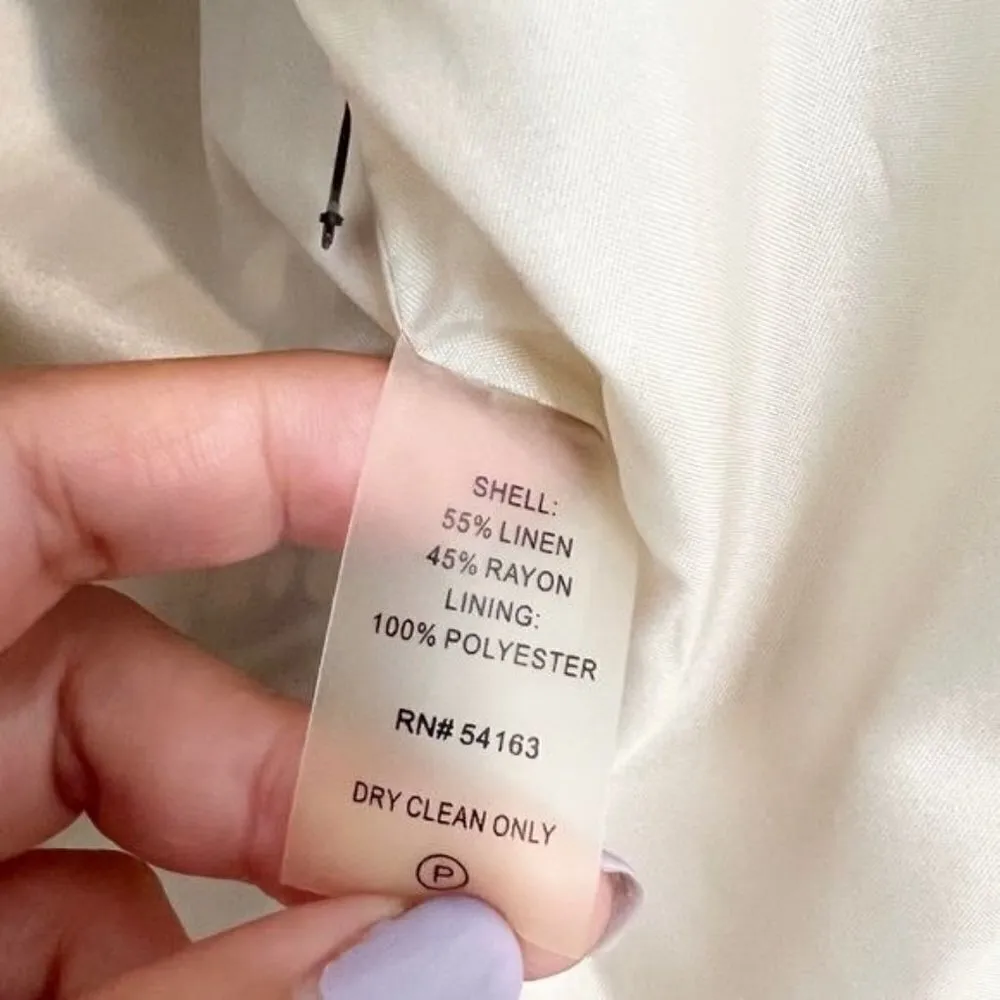 SHELL:
55% LINEN
45% RAYON
LINING:
100% POLYESTER
RN# 54163
DRY CLEAN ONLY
P